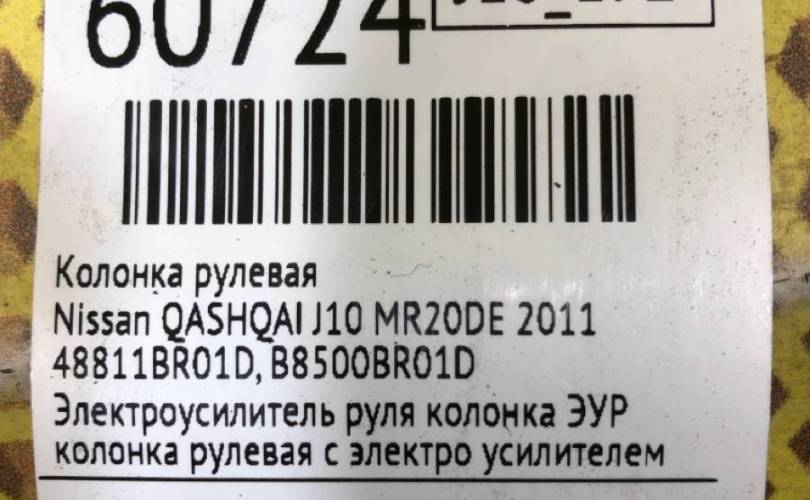 60724
Колонка рулевая
Nissan QASHQAI J10 MR20DE 2011
48811BR01D, B8500BR01D
Электроусилитель руля колонка ЭУР
колонка рулевая с электро усилителем